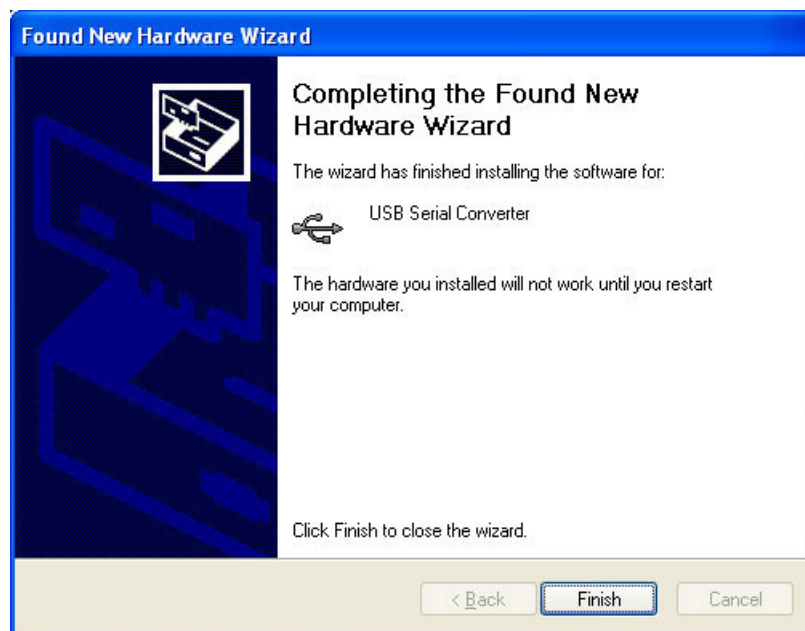 Found New Hardware Wizard
Completing the Found New
Hardware Wizard
The wizard has finished installing the software for:
USB Serial Converter
The hardware you installed will not work until you restart
your computer.
Click Finish to close the wizard.
< Back
Finish
Cancel